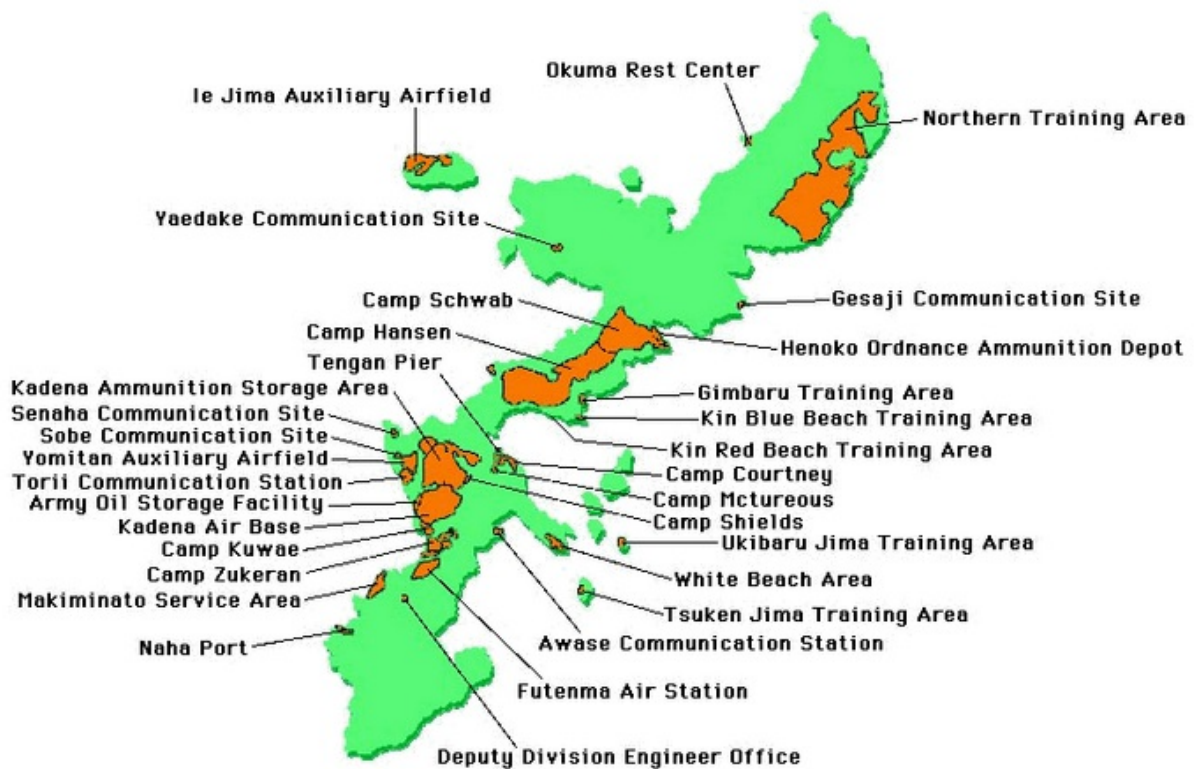 Okuma Rest Center
Ie Jima Auxiliary Airfield
Northern Training Area
Yaedake Communication Site
Camp Schwab
Gesaji Communication Site
Camp Hansen
Henoko Ordnance Ammunition Depot
Tengan Pier
Kadena Ammunition Storage Area
Gimbaru Training Area
Senaha Communication Site
Kin Blue Beach Training Area
Sobe Communication Site
Kin Red Beach Training Area
Yomitan Auxiliary Airfield
Camp Courtney
Torii Communication Station
Camp Mctureous
Army Oil Storage Facility
Camp Shields
Kadena Air Base
Ukibaru Jima Training Area
Camp Kuwae
Camp Zukeran
White Beach Area
Makiminato Service Area
Tsuken Jima Training Area
Naha Port
Awase Communication Station
Futenma Air Station
Deputy Division Engineer Office